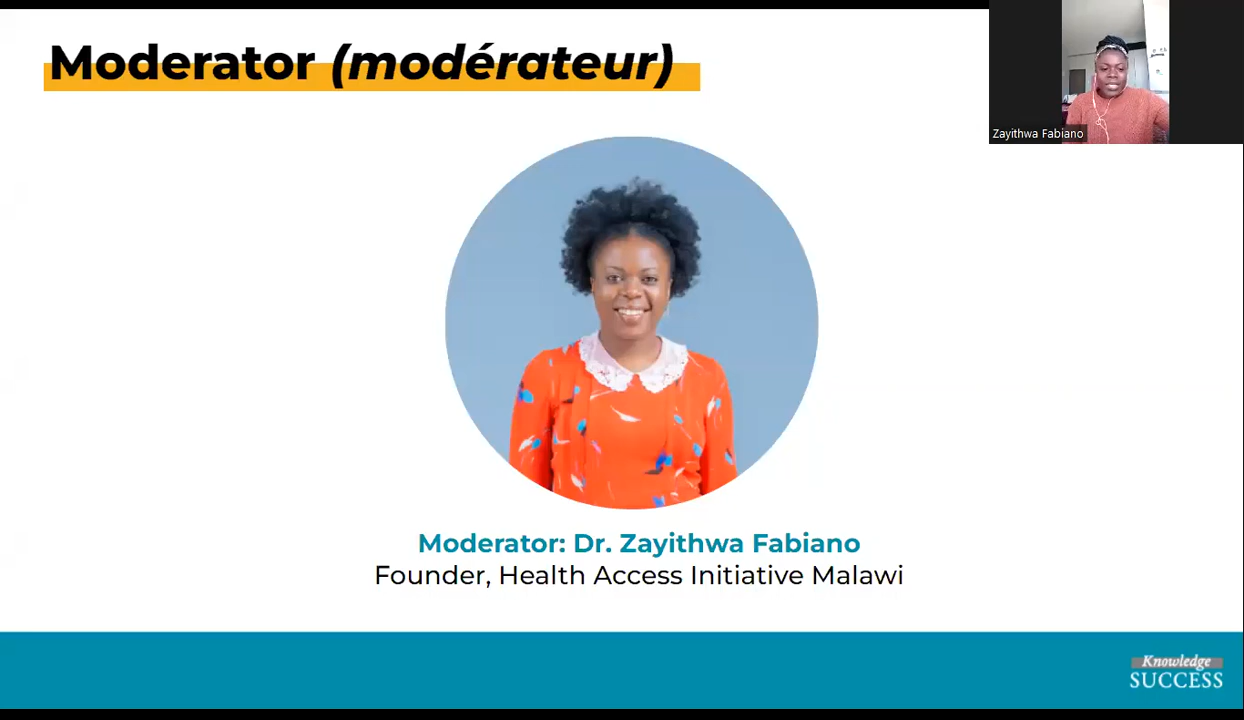 Moderator (modérateur)
Zayithwa Fabiano
Moderator: Dr. Zayithwa Fabiano
Founder, Health Access Initiative Malawi
Knowledge
SUCCESS